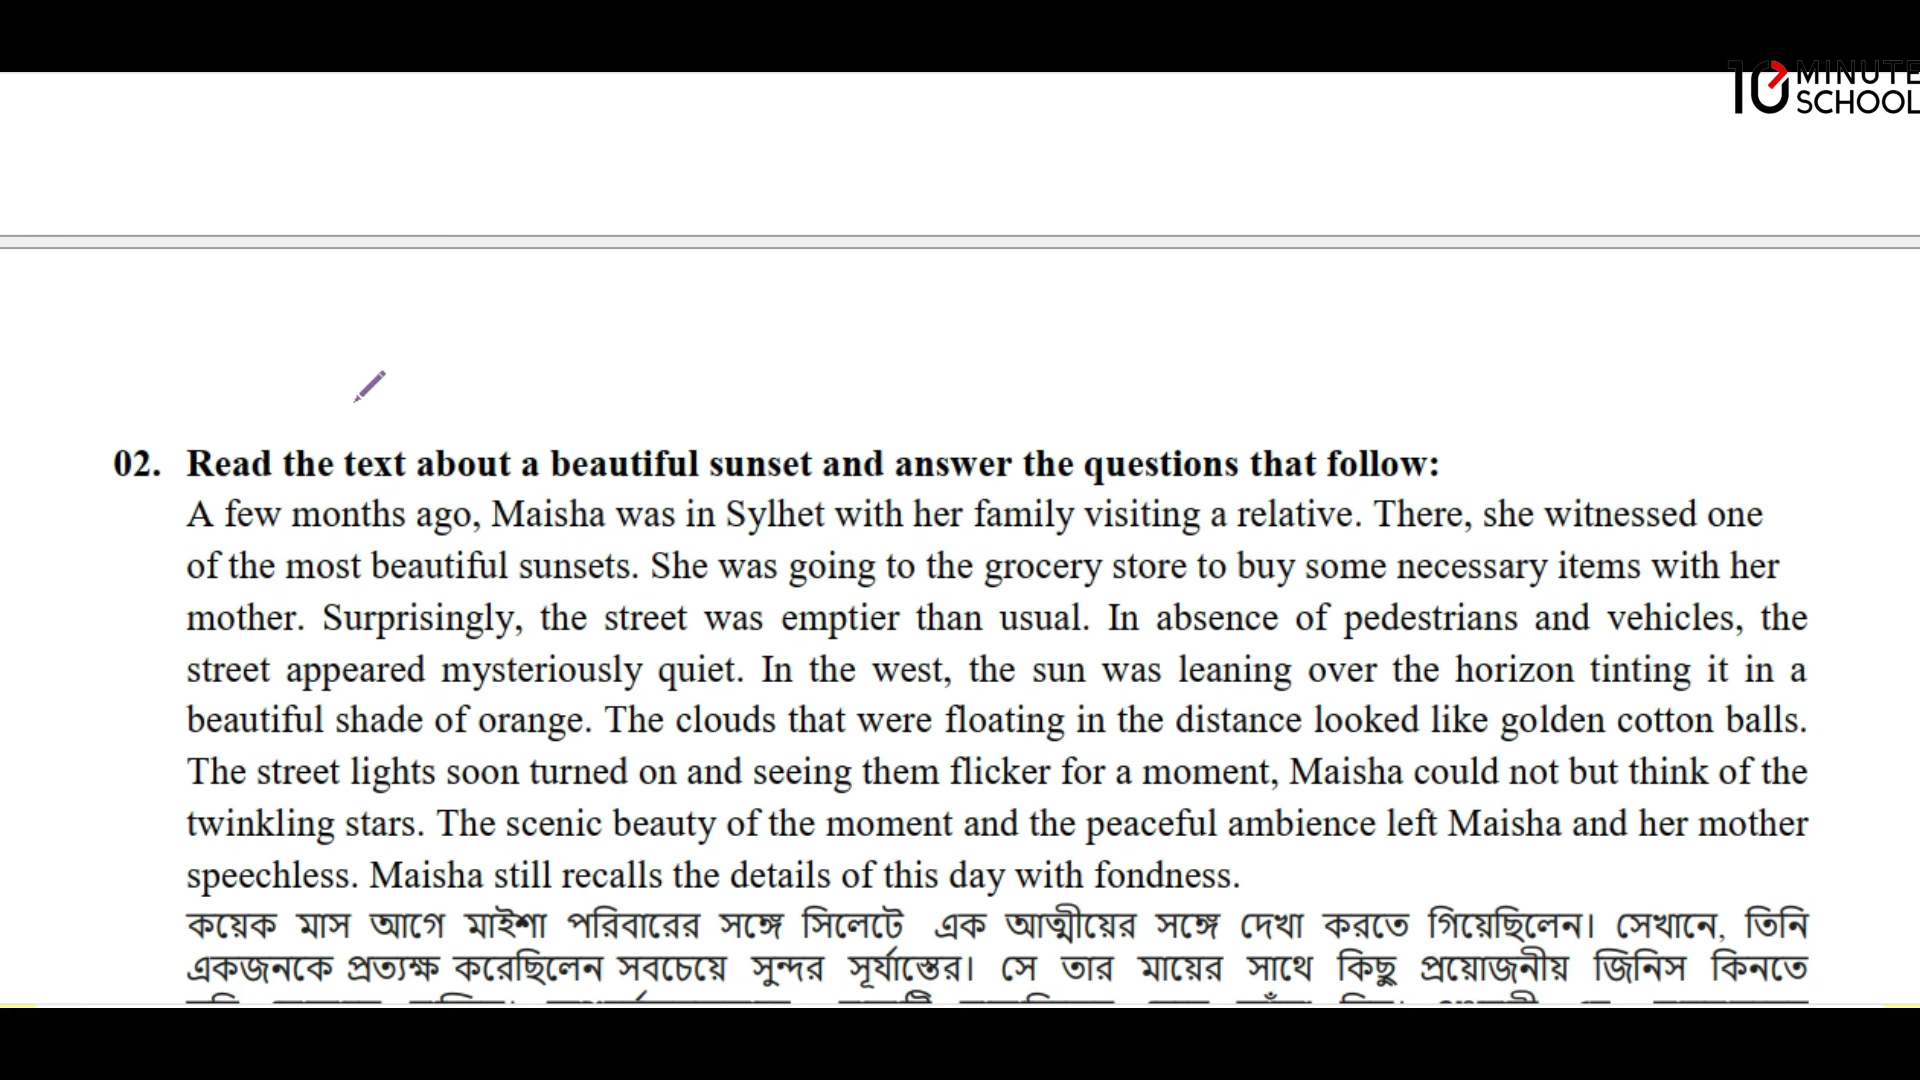 10 MINUTE
SCHOOL
02. Read the text about a beautiful sunset and answer the questions that follow:
A few months ago, Maisha was in Sylhet with her family visiting a relative. There, she witnessed one
of the most beautiful sunsets. She was going to the grocery store to buy some necessary items with her
mother. Surprisingly, the street was emptier than usual. In absence of pedestrians and vehicles, the
street appeared mysteriously quiet. In the west, the sun was leaning over the horizon tinting it in a
beautiful shade of orange. The clouds that were floating in the distance looked like golden cotton balls.
The street lights soon turned on and seeing them flicker for a moment, Maisha could not but think of the
twinkling stars. The scenic beauty of the moment and the peaceful ambience left Maisha and her mother
speechless. Maisha still recalls the details of this day with fondness.
কয়েক মাস আগে মাইশা পরিবারের সঙ্গে সিলেটে এক আত্মীয়ের সঙ্গে দেখা করতে গিয়েছিলেন। সেখানে, তিনি
একজনকে প্রত্যক্ষ করেছিলেন সবচেয়ে সুন্দর সূর্যাস্তের। সে তার মায়ের সাথে কিছু প্রয়োজনীয় জিনিস কিনতে